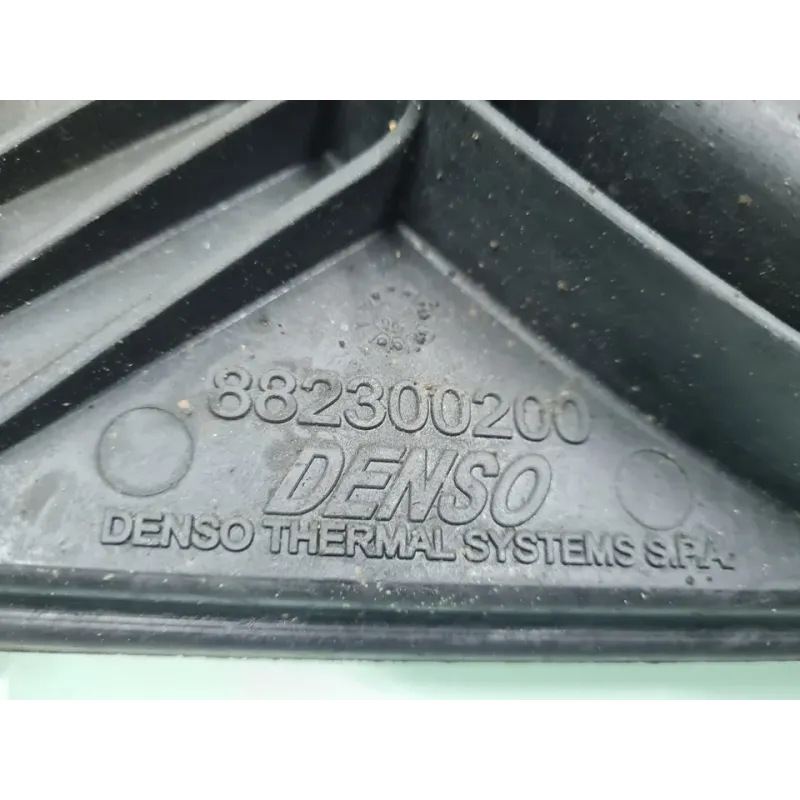 882300200
DENSO
DENSO THERMAL SYSTEMS S.P.A.